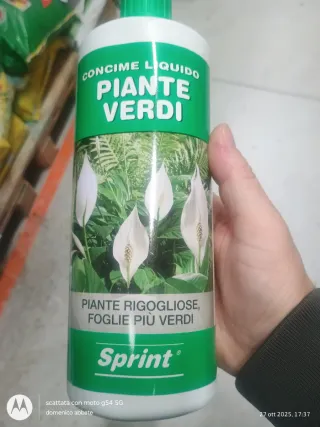 CONCIME LIQUIDO
PIANTE
VERDI
PIANTE RIGOGLIOSE,
FOGLIE PIÙ VERDI
Sprint®
scattata con moto g54 5G
domenico abbate
27 ott 2025, 17:37